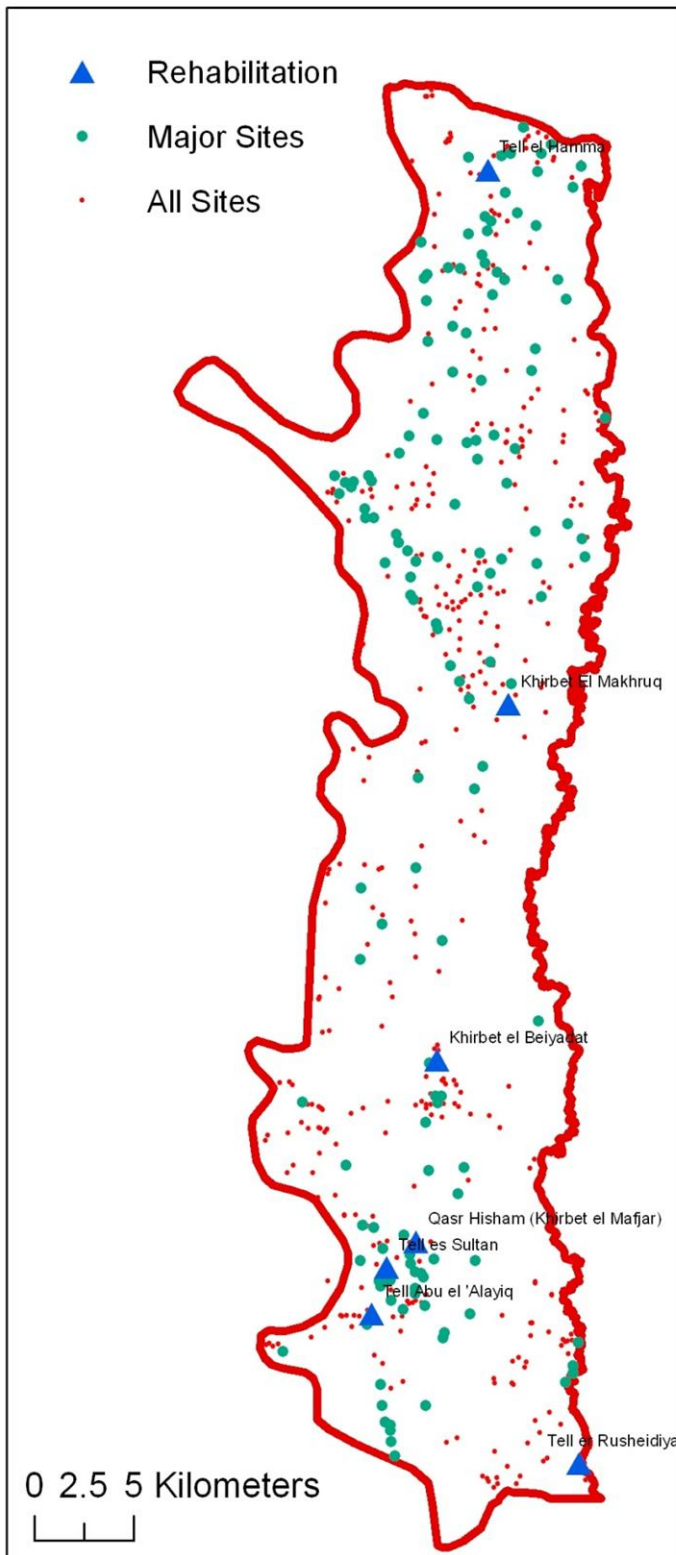 Rehabilitation
Major Sites
All Sites
Tell el Hamma
Khirbet El Makhruq
Khirbet el Beiyadat
Qasr Hisham (Khirbet el Mafjar)
Tell es Sultan
Tell Abu el 'Alayiq
Tell er Rusheidiya
0 2.5 5 Kilometers